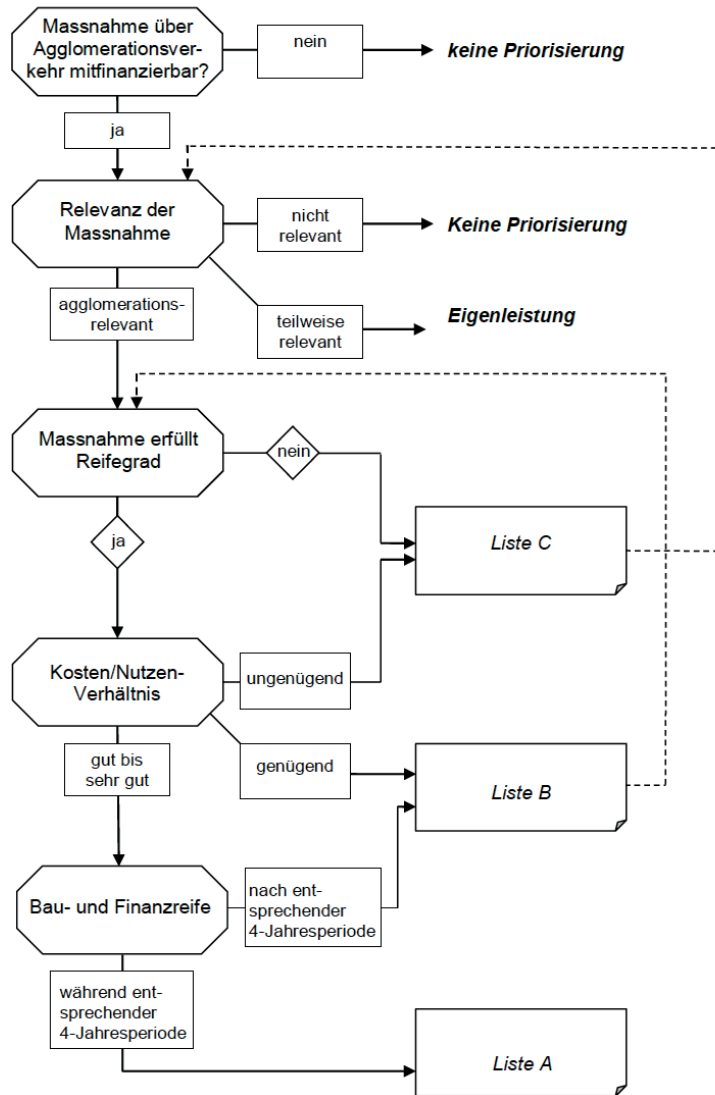 Massnahme über
Agglomerationsver-
kehr mitfinanzierbar?
nein
keine Priorisierung
ja
Relevanz der
Massnahme
nicht
relevant
Keine Priorisierung
agglomerations-
relevant
teilweise
relevant
Eigenleistung
Massnahme erfüllt
Reifegrad
nein
ja
Liste C
Kosten/Nutzen-
Verhältnis
ungenügend
gut bis
sehr gut
genügend
Liste B
Bau- und Finanzreife
nach ent-
sprechender
4-Jahresperiode
während ent-
sprechender
4-Jahresperiode
Liste A